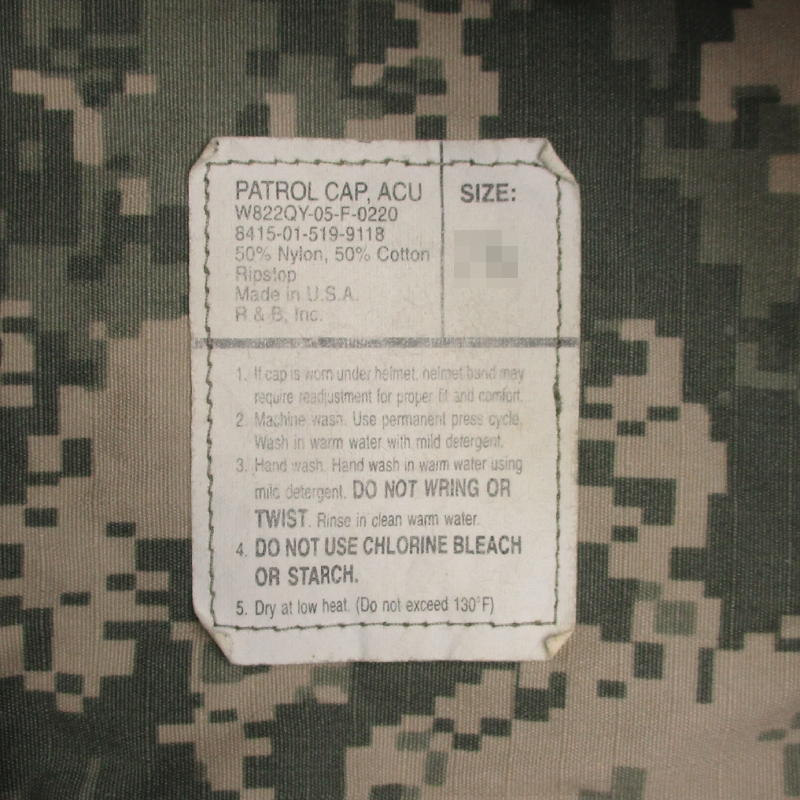 PATROL CAP, ACU
W822QY-05-F-0220
8415-01-519-9118
50% Nylon, 50% Cotton
Ripstop
Made in U.S.A.
R & B, Inc.
SIZE:
1. If cap is worn under helmet, helmet band may
require readjustment for proper fit and comfort.
2. Machine wash. Use permanent press cycle.
Wash in warm water with mild detergent.
3. Hand wash. Hand wash in warm water using
mild detergent. DO NOT WRING OR
TWIST. Rinse in clean warm water.
4. DO NOT USE CHLORINE BLEACH
OR STARCH.
5. Dry at low heat. (Do not exceed 130°F)